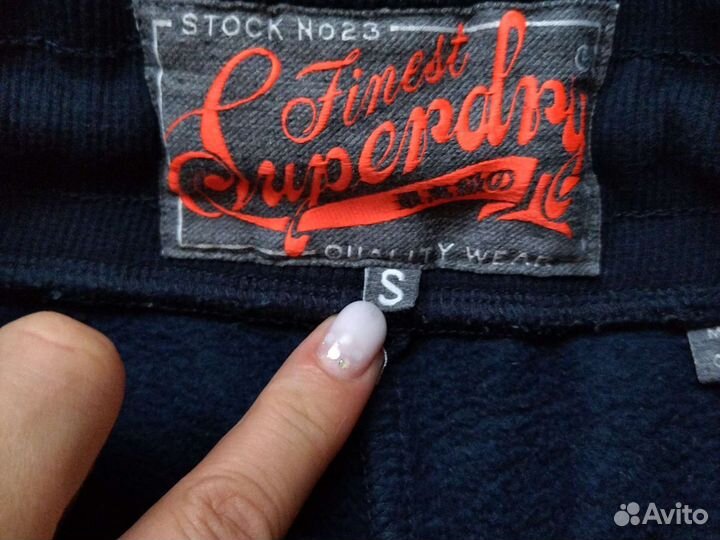 STOCK NO23
Finest
Superdry
QUALITY WEAR
S
Avito